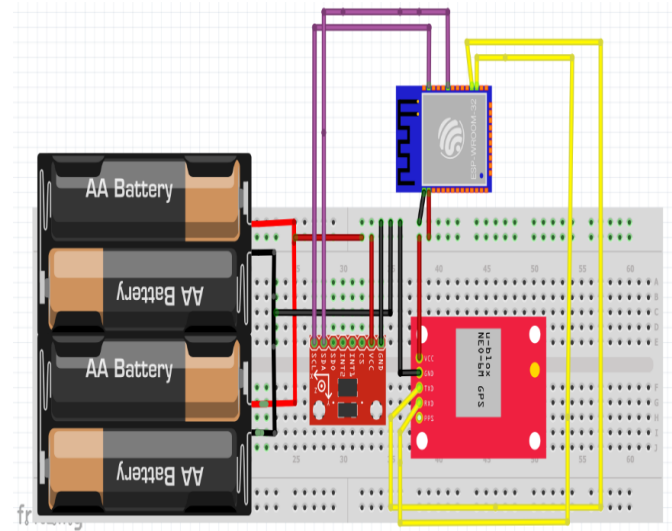 ESP-WROOM-32
AA Battery
AA Battery
AA Battery
AA Battery
25 30 40 45 50 55 60
SCL
SDA
SDO
INT2
INT1
CS
VCC
GND
u-blox
NEO-6M GPS
VCC
GND
TXD
RXD
PPS
25 30 35 40 45 50 55 60